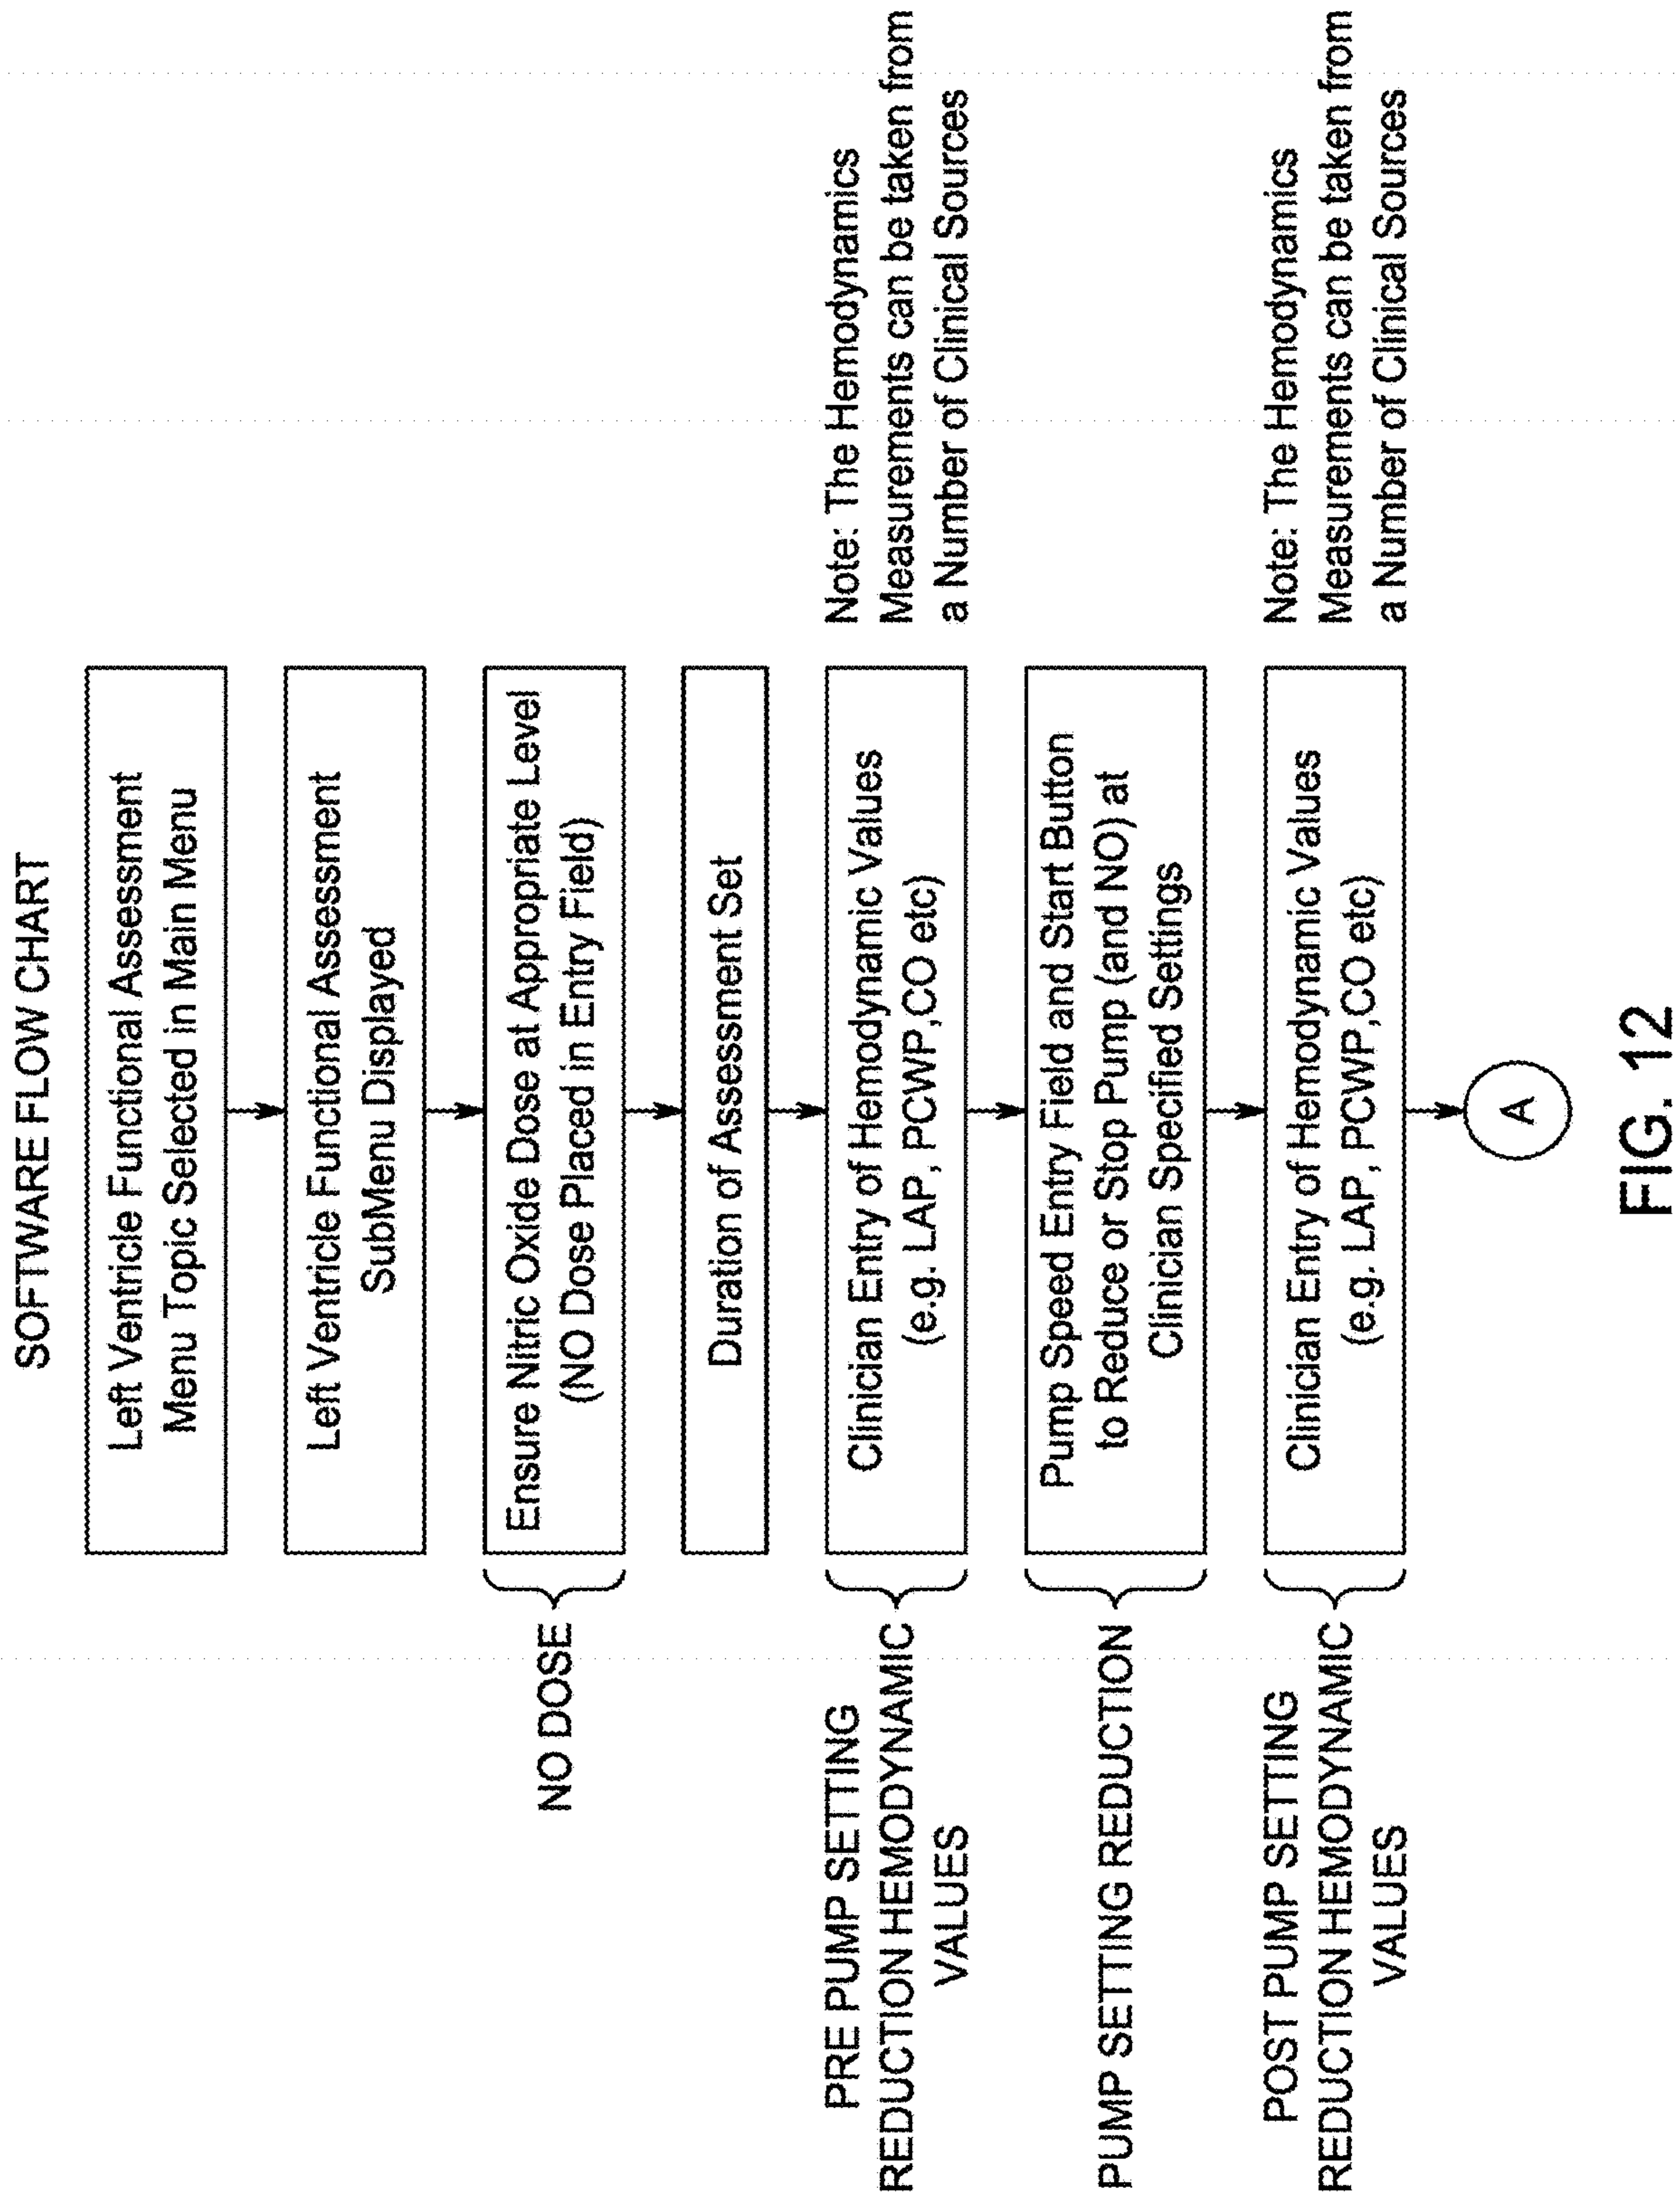 SOFTWARE FLOW CHART
Left Ventricle Functional Assessment
Menu Topic Selected in Main Menu
Left Ventricle Functional Assessment
SubMenu Displayed
NO DOSE
Ensure Nitric Oxide Dose at Appropriate Level
(NO Dose Placed in Entry Field)
Duration of Assessment Set
PRE PUMP SETTING
REDUCTION HEMODYNAMIC
VALUES
Clinician Entry of Hemodynamic Values
(e.g. LAP, PCWP,CO etc)
Note: The Hemodynamics
Measurements can be taken from
a Number of Clinical Sources
PUMP SETTING REDUCTION
Pump Speed Entry Field and Start Button
to Reduce or Stop Pump (and NO) at
Clinician Specified Settings
POST PUMP SETTING
REDUCTION HEMODYNAMIC
VALUES
Clinician Entry of Hemodynamic Values
(e.g. LAP, PCWP,CO etc)
Note: The Hemodynamics
Measurements can be taken from
a Number of Clinical Sources
A
FIG. 12